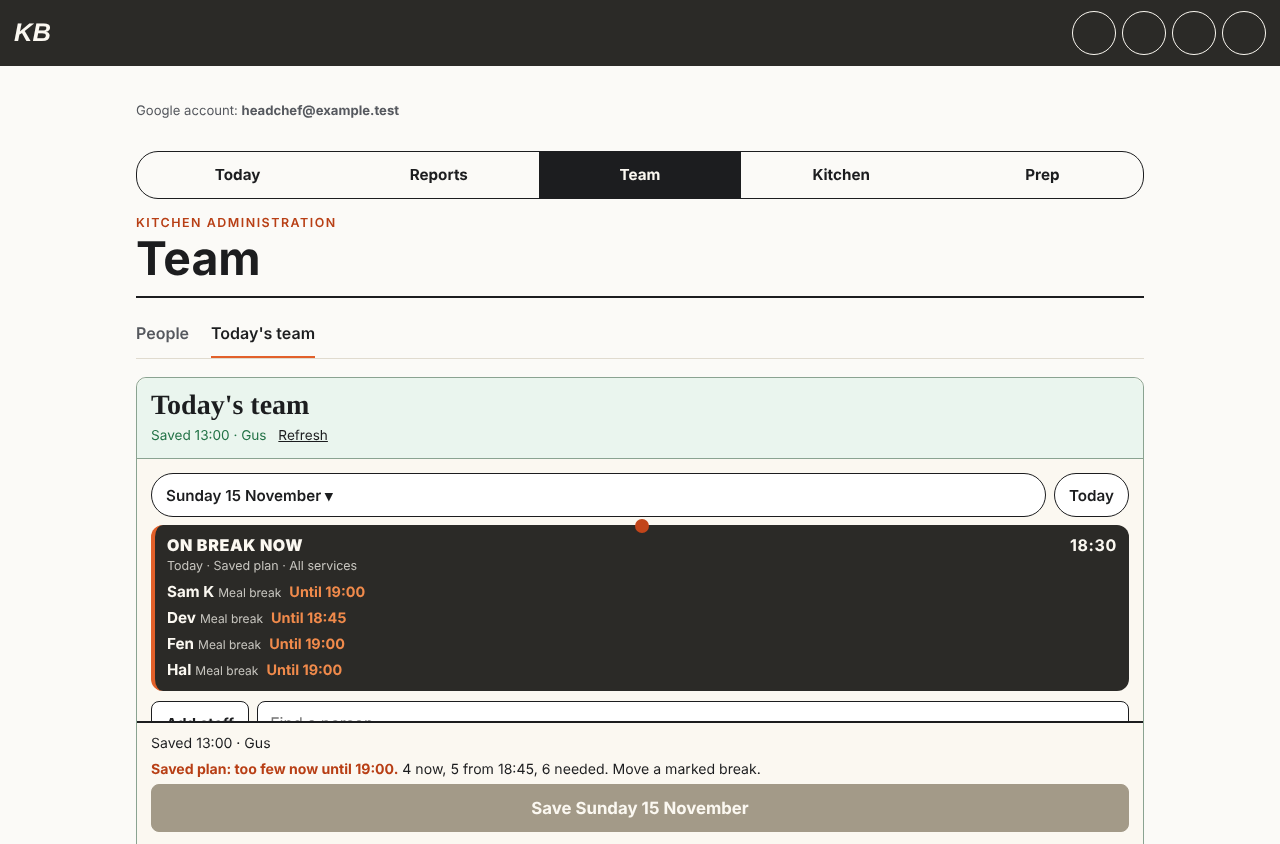 KB
Google account: headchef@example.test
Today Reports Team Kitchen Prep
KITCHEN ADMINISTRATION
Team
People Today's team
Today's team
Saved 13:00 · Gus Refresh
Sunday 15 November ▾ Today
ON BREAK NOW 18:30
Today · Saved plan · All services
Sam K Meal break Until 19:00
Dev Meal break Until 18:45
Fen Meal break Until 19:00
Hal Meal break Until 19:00
Add staff Find a person
Saved 13:00 · Gus
Saved plan: too few now until 19:00. 4 now, 5 from 18:45, 6 needed. Move a marked break.
Save Sunday 15 November